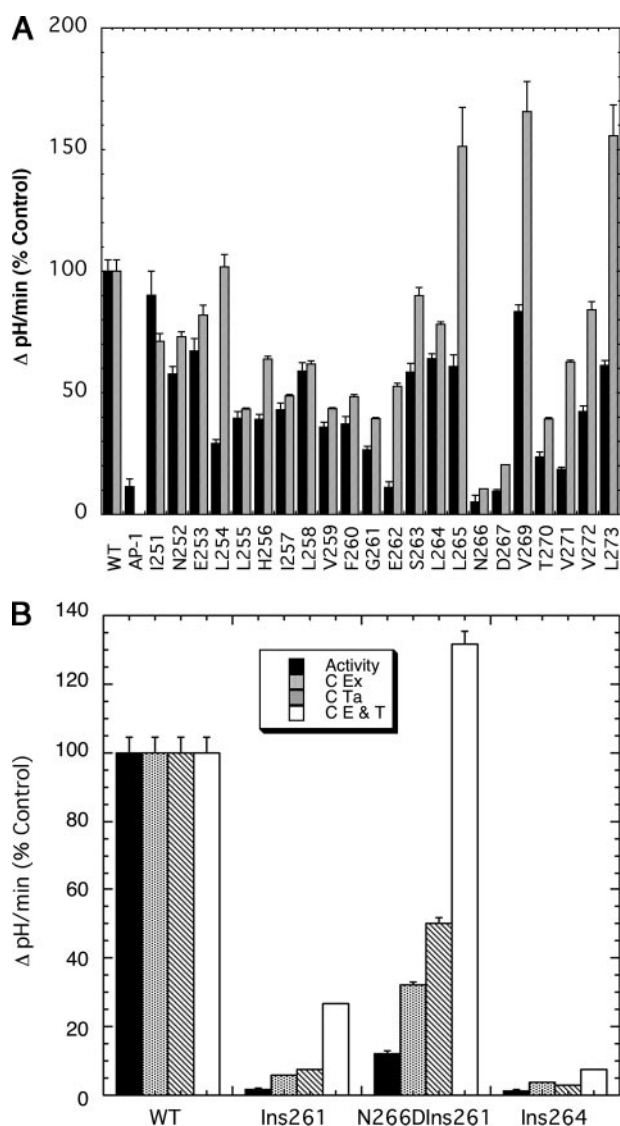 A
Δ pH/min (% Control)
200
150
100
50
0
WT
AP-1
I251
N252
E253
L254
L255
H256
I257
L258
V259
F260
G261
E262
S263
L264
L265
N266
D267
V269
T270
V271
V272
L273
B
Δ pH/min (% Control)
140
120
100
80
60
40
20
0
Activity
C Ex
C Ta
C E & T
WT Ins261 N266DIns261 Ins264